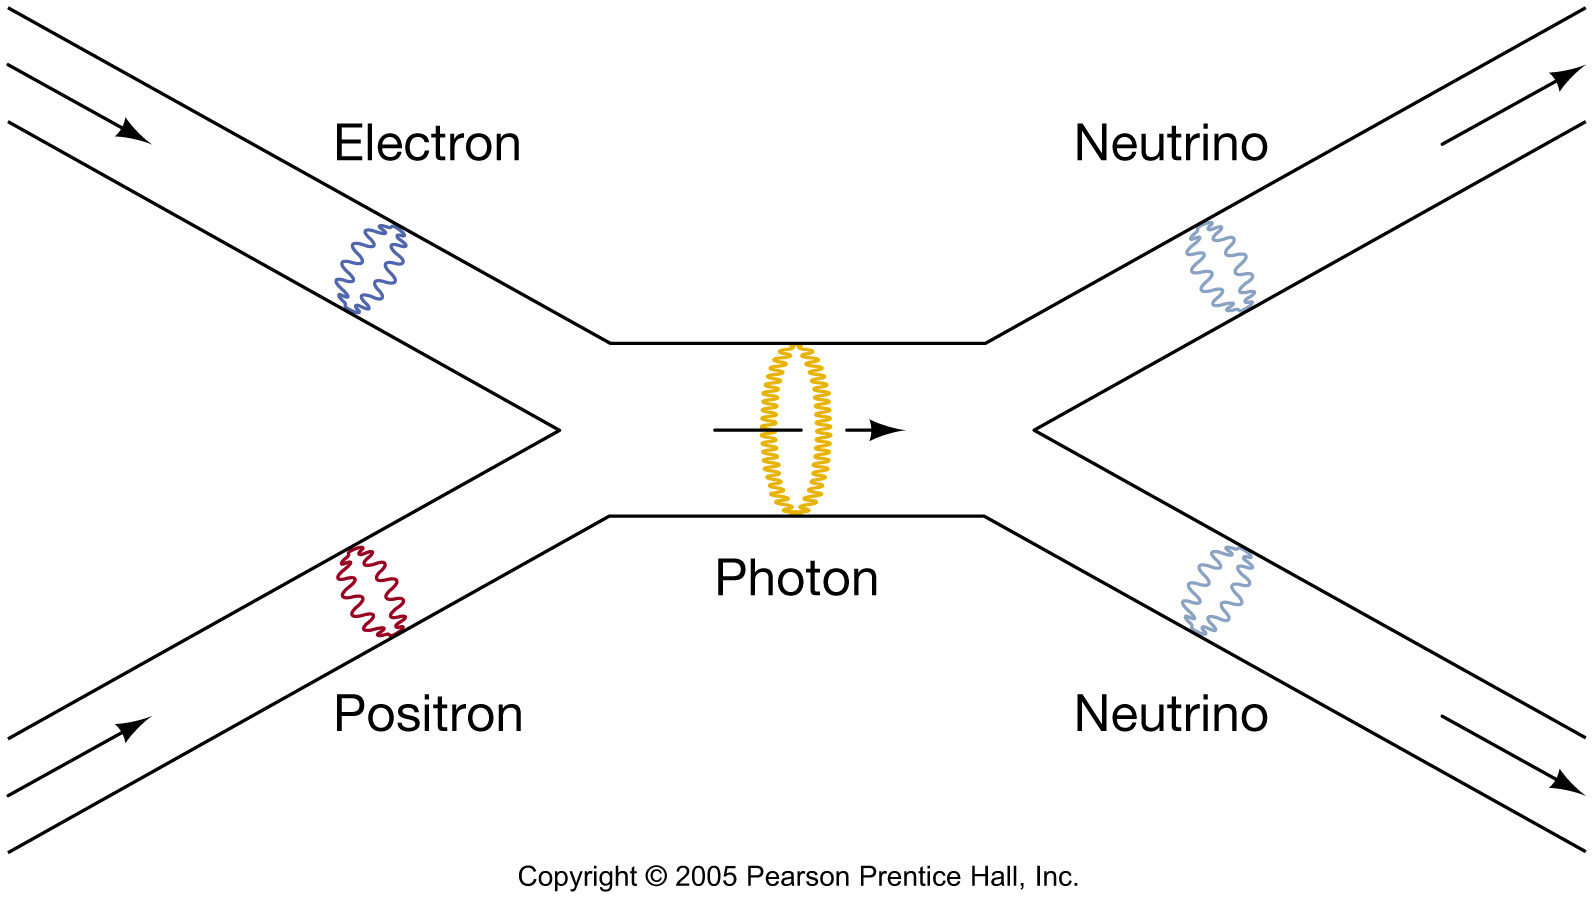 Electron
Neutrino
Photon
Positron
Neutrino
Copyright © 2005 Pearson Prentice Hall, Inc.